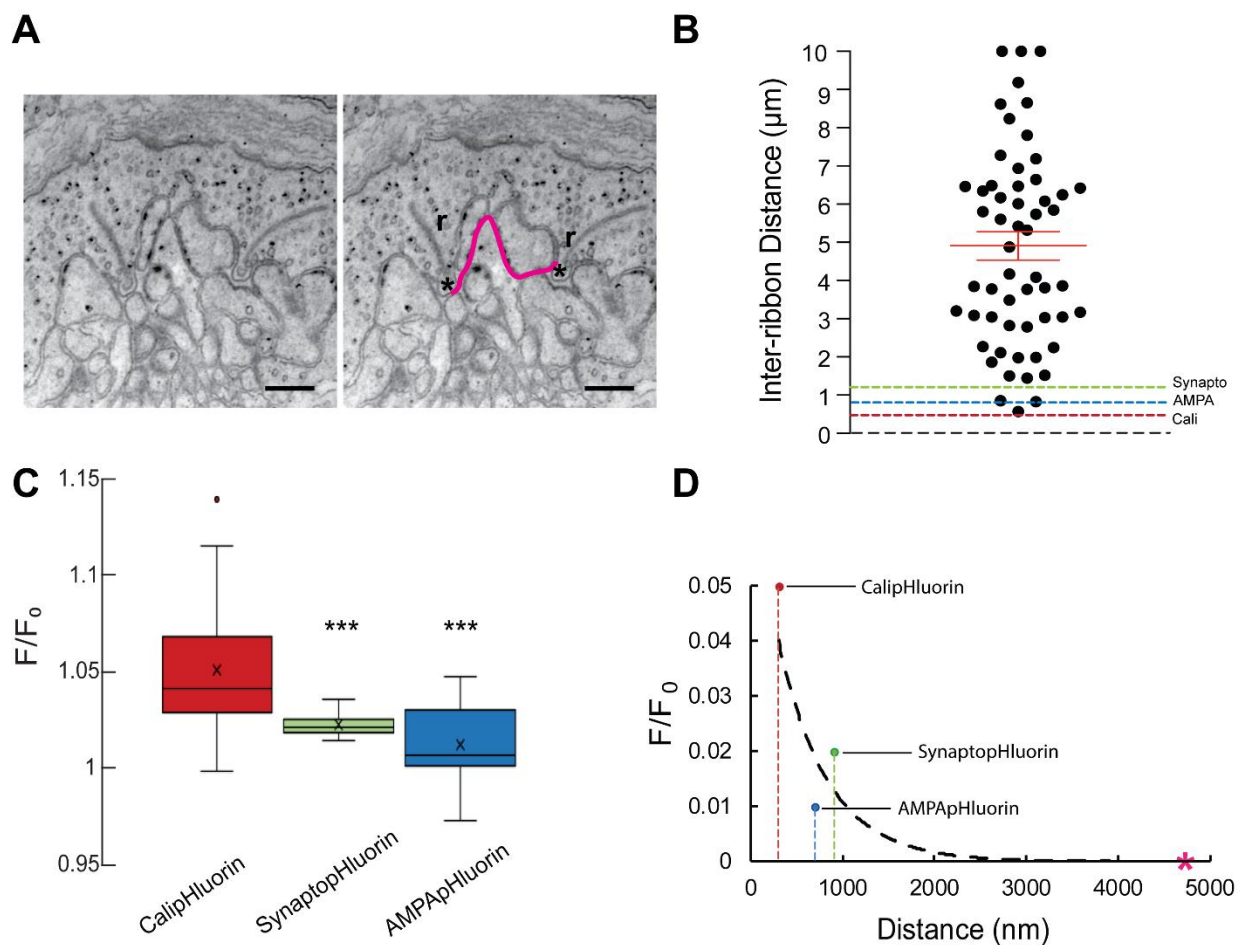 A
r
r
*
*
B
Inter-ribbon Distance (µm)
10
9
8
7
6
5
4
3
2
1
0
Synapto
AMPA
Cali
C
F/F₀
1.15
1.1
1.05
1
0.95
***
***
CalipHluorin
SynaptopHluorin
AMPApHluorin
D
F/F₀
0.05
0.04
0.03
0.02
0.01
0
CalipHluorin
SynaptopHluorin
AMPApHluorin
*
0 1000 2000 3000 4000 5000
Distance (nm)